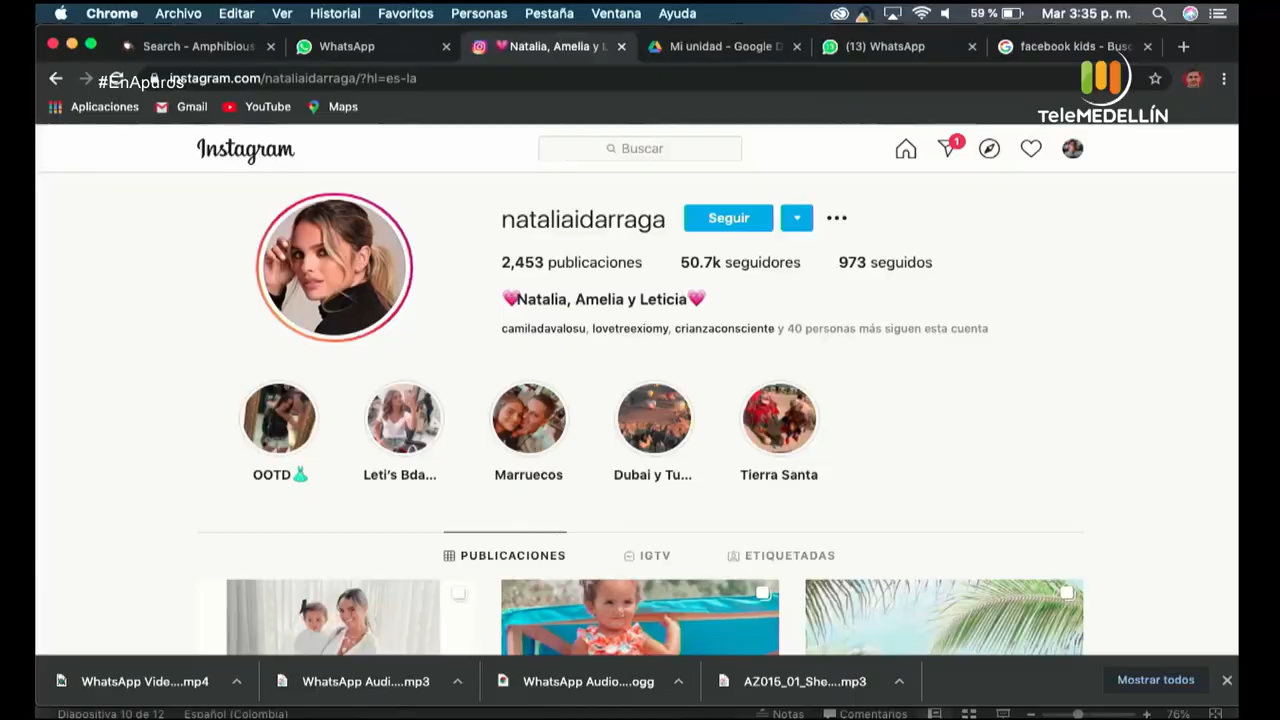 Chrome Archivo Editar Ver Historial Favoritos Personas Pestaña Ventana Ayuda 59 % Mar 3:35 p. m.
Search - Amphibious WhatsApp 💗Natalia, Amelia y L Mi unidad - Google D (13) WhatsApp facebook kids - Bus
instagram.com/nataliaidarraga/?hl=es-la
#EnApuros
Aplicaciones Gmail YouTube Maps
TeleMEDELLÍN
Instagram Buscar 1
nataliaidarraga Seguir
2,453 publicaciones 50.7k seguidores 973 seguidos
💗Natalia, Amelia y Leticia💗
camiladavalosu, lovetreexiomy, crianzaconsciente y 40 personas más siguen esta cuenta
OOTD👗 Leti's Bda... Marruecos Dubai y Tu... Tierra Santa
PUBLICACIONES IGTV ETIQUETADAS
WhatsApp Vide....mp4 WhatsApp Audi....mp3 WhatsApp Audio....ogg AZ015_01_She....mp3 Mostrar todos
Diapositiva 10 de 12 Español (Colombia) Notas Comentarios 76%